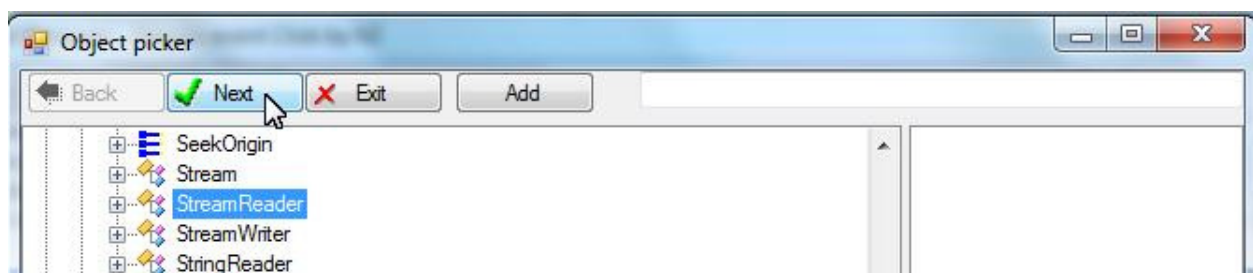 Object picker
Back Next Exit Add
SeekOrigin
Stream
StreamReader
StreamWriter
StringReader